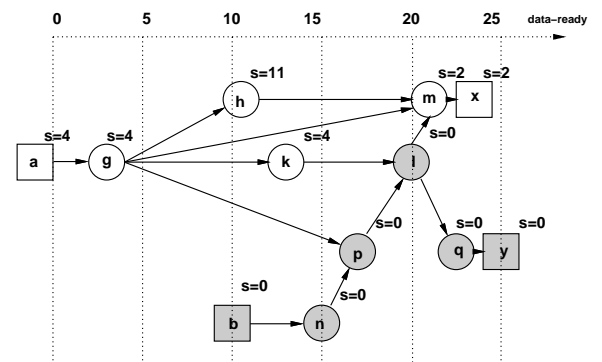 0 5 10 15 20 25 data-ready
s=11 s=2 s=2
h m x
s=4 s=4 s=4 s=0
a g k l
s=0 s=0 s=0
p q y
s=0 s=0
b n